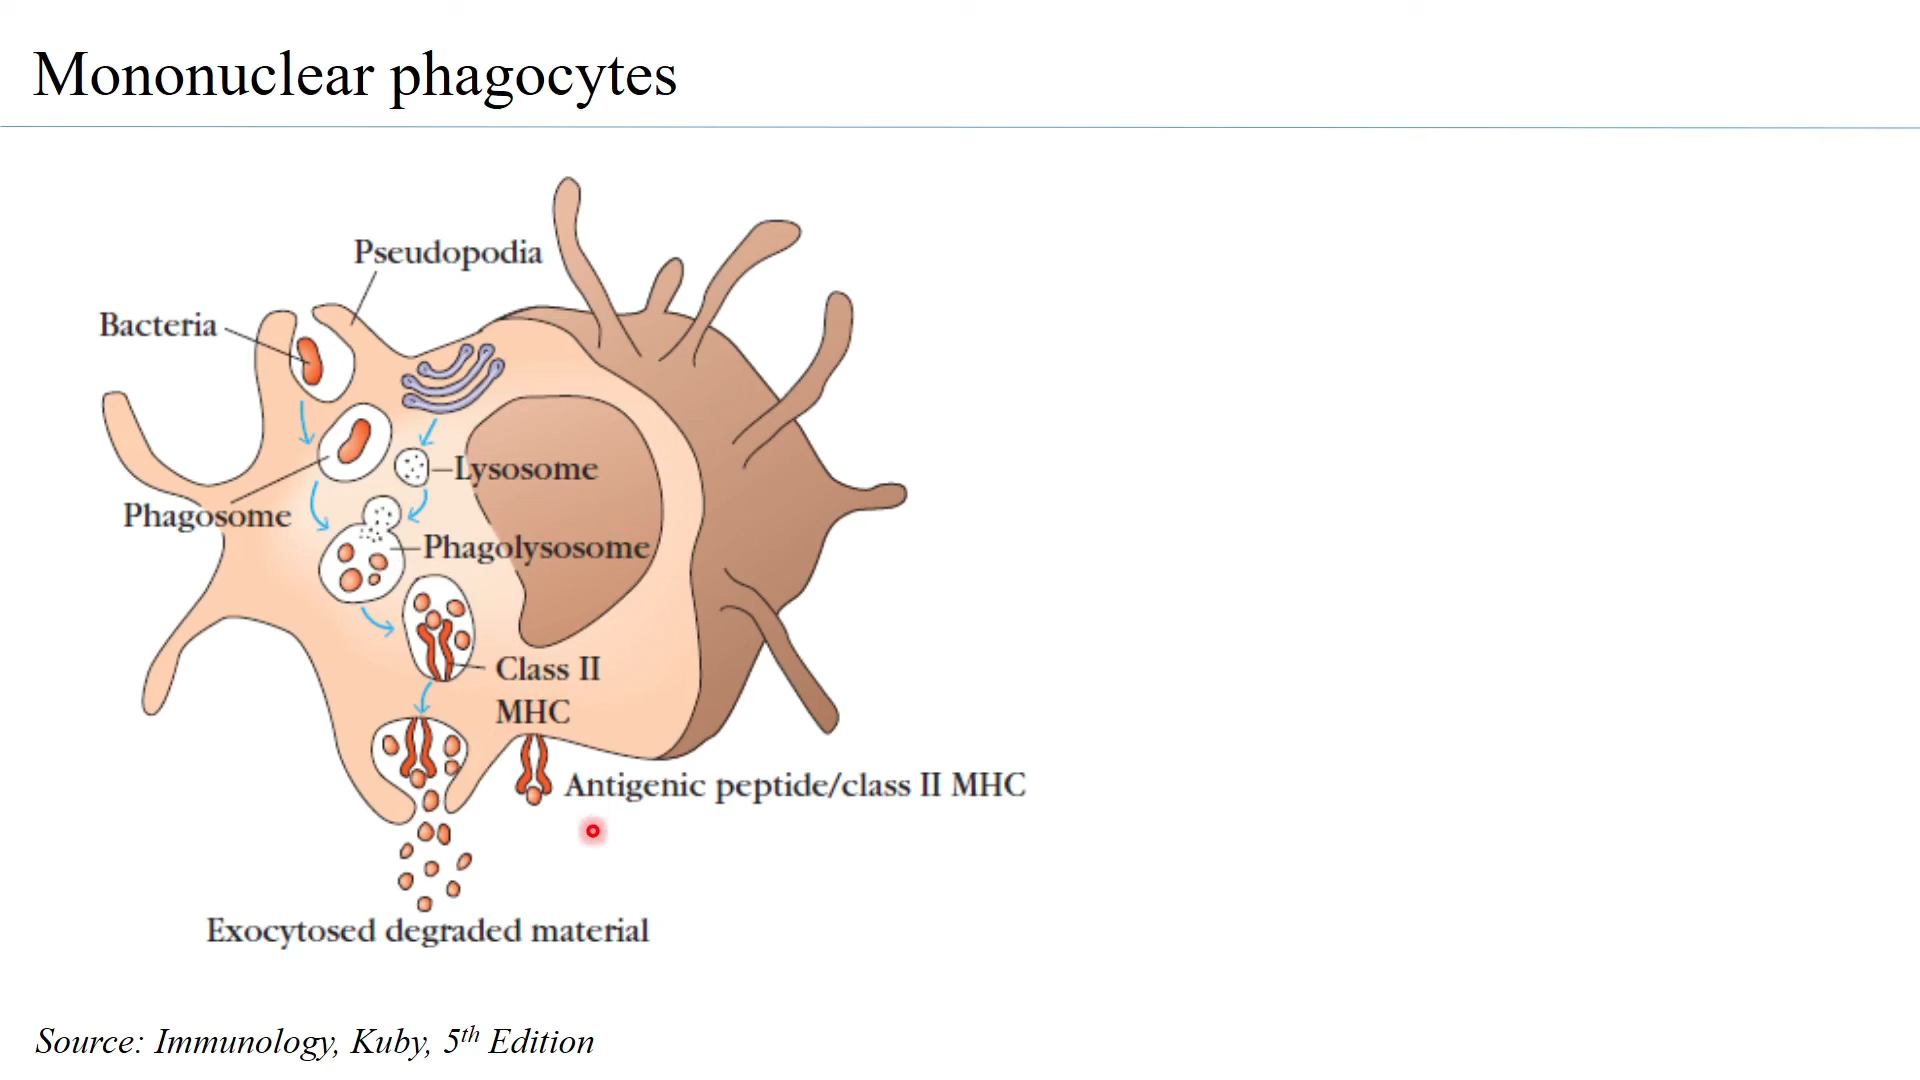 Mononuclear phagocytes
Pseudopodia
Bacteria
Lysosome
Phagosome
Phagolysosome
Class II
MHC
Antigenic peptide/class II MHC
Exocytosed degraded material
Source: Immunology, Kuby, 5th Edition